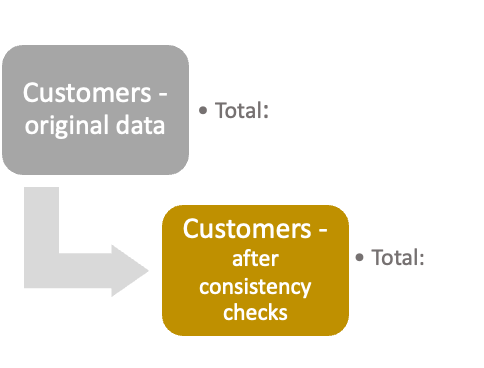 Customers -
original data
• Total:
Customers -
after
consistency
checks
• Total: